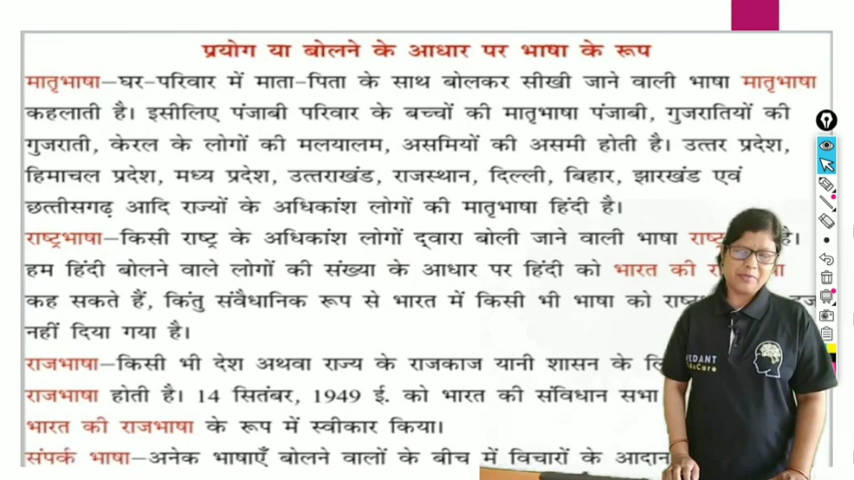 प्रयोग या बोलने के आधार पर भाषा के रूप
मातृभाषा–घर-परिवार में माता-पिता के साथ बोलकर सीखी जाने वाली भाषा मातृभाषा
कहलाती है। इसीलिए पंजाबी परिवार के बच्चों की मातृभाषा पंजाबी, गुजरातियों की
गुजराती, केरल के लोगों की मलयालम, असमियों की असमी होती है। उत्तर प्रदेश,
हिमाचल प्रदेश, मध्य प्रदेश, उत्तराखंड, राजस्थान, दिल्ली, बिहार, झारखंड एवं
छत्तीसगढ़ आदि राज्यों के अधिकांश लोगों की मातृभाषा हिंदी है।
राष्ट्रभाषा–किसी राष्ट्र के अधिकांश लोगों द्वारा बोली जाने वाली भाषा है।
हम हिंदी बोलने वाले लोगों की संख्या के आधार पर हिंदी को भारत की
कह सकते हैं, किंतु संवैधानिक रूप से भारत में किसी भी भाषा को
नहीं दिया गया है।
राजभाषा–किसी भी देश अथवा राज्य के राजकाज यानी शासन के
राजभाषा होती है। 14 सितंबर, 1949 ई. को भारत की संविधान सभा
भारत की राजभाषा के रूप में स्वीकार किया।
संपर्क भाषा–अनेक भाषाएँ बोलने वालों के बीच में विचारों के
VEDANT